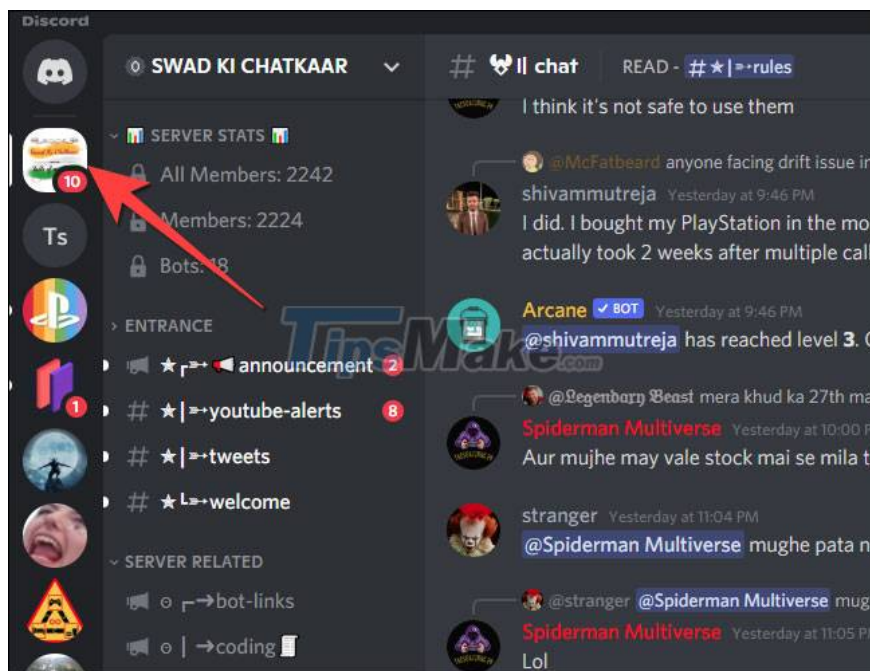 Discord
SWAD KI CHATKAAR
SERVER STATS
All Members: 2242
Members: 2224
Bots: 18
ENTRANCE
★┌➳📢announcement 2
# ★|➳youtube-alerts 8
# ★|➳tweets
# ★└➳welcome
SERVER RELATED
⊙ ┌→bot-links
⊙ | →coding
10
Ts
1
# || chat READ - #★|➳rules
I think it's not safe to use them
@McFatbeard anyone facing drift issue
shivammutreja Yesterday at 9:46 PM
I did. I bought my PlayStation in the
actually took 2 weeks after multiple
Arcane ✓ BOT Yesterday at 9:46 PM
@shivammutreja has reached level 3.
@𝕷𝖊𝖌𝖊𝖓𝖉𝖆𝖗𝖞 𝕭𝖊𝖆𝖘𝖙 mera khud ka 27th
Spiderman Multiverse Yesterday at 10:00
Aur mujhe may vale stock mai se mila
stranger Yesterday at 11:04 PM
@Spiderman Multiverse mughe pata
@stranger @Spiderman Multiverse
Spiderman Multiverse Yesterday at 11:05
Lol
TipsMake.com